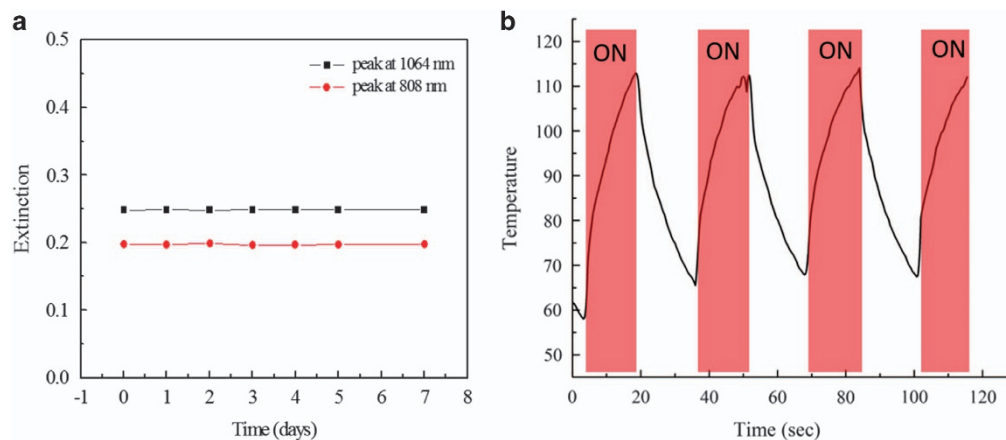 a
0.5
0.4
0.3
0.2
0.1
0.0
Extinction
peak at 1064 nm
peak at 808 nm
-1 0 1 2 3 4 5 6 7 8
Time (days)
b
120
110
100
90
80
70
60
50
Temperature
ON ON ON ON
0 20 40 60 80 100 120
Time (sec)